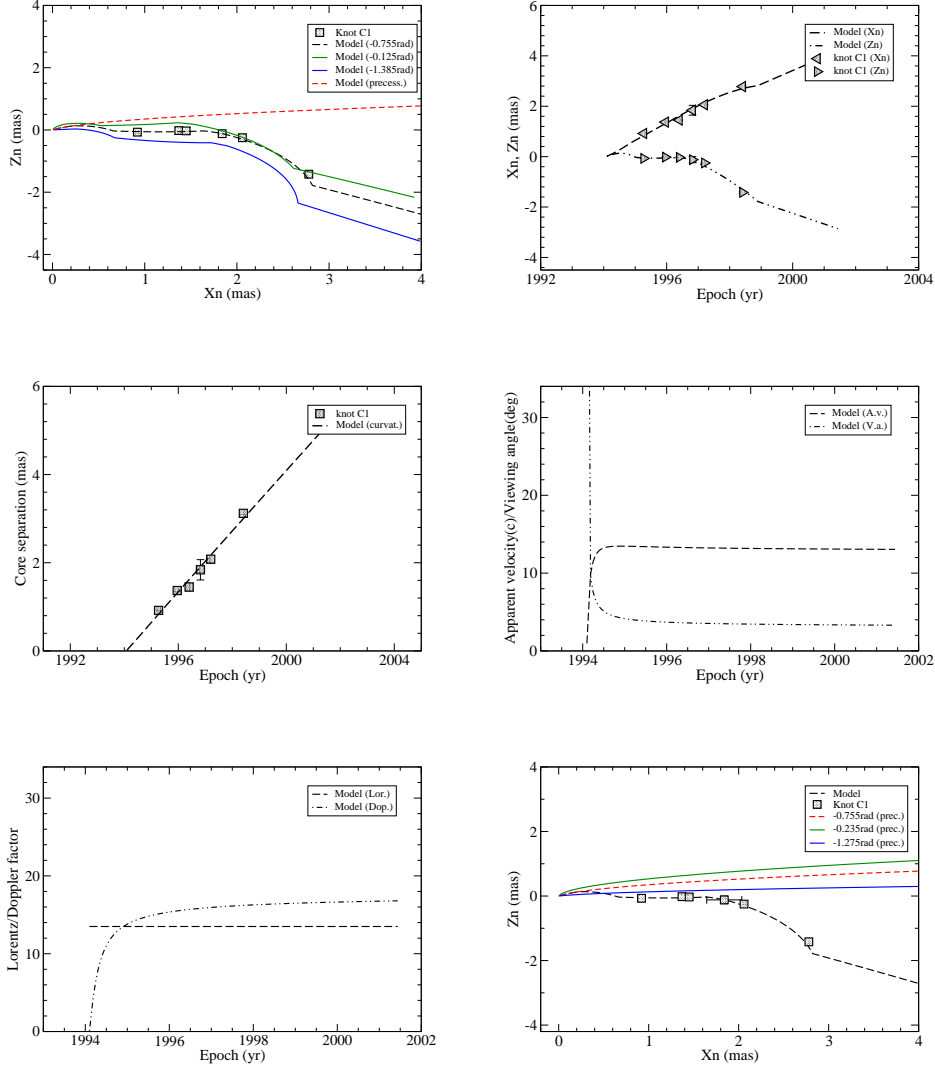 4
2
0
-2
-4
Zn (mas)
0
1
2
3
4
Xn (mas)
Knot C1
Model (-0.755rad)
Model (-0.125rad)
Model (-1.385rad)
Model (precess.)
6
4
2
0
-2
-4
Xn, Zn (mas)
1992
1996
2000
2004
Epoch (yr)
Model (Xn)
Model (Zn)
knot C1 (Xn)
knot C1 (Zn)
6
4
2
0
Core separation (mas)
1992
1996
2000
2004
Epoch (yr)
knot C1
Model (curvat.)
30
20
10
0
Apparent velocity(c)/Viewing angle(deg)
1994
1996
1998
2000
2002
Epoch (yr)
Model (A.v.)
Model (V.a.)
30
20
10
0
Lorentz/Doppler factor
1994
1996
1998
2000
2002
Epoch (yr)
Model (Lor.)
Model (Dop.)
4
2
0
-2
-4
Zn (mas)
0
1
2
3
4
Xn (mas)
Model
Knot C1
-0.755rad (prec.)
-0.235rad (prec.)
-1.275rad (prec.)